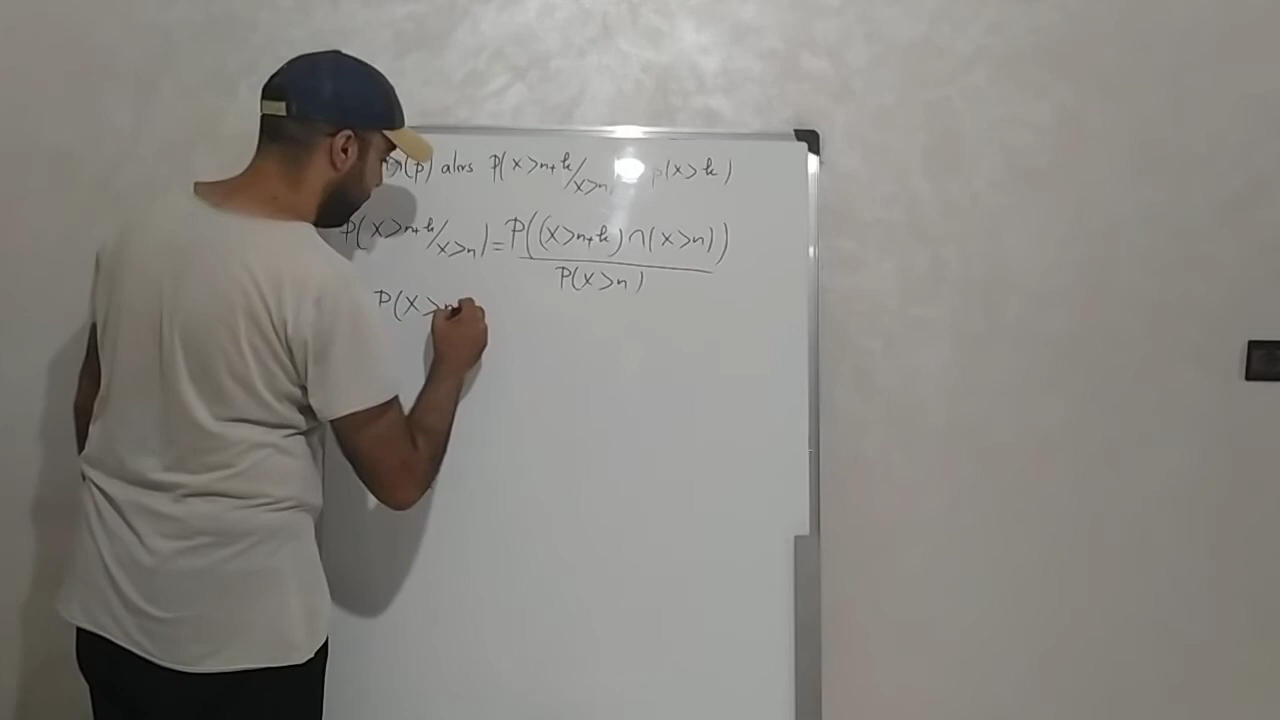 (p) alors P(X>n+k/X>n) = p(X>k)
P(X>n+k/X>n) = P((X>n+k)∩(X>n)) / P(X>n)
P(X>n